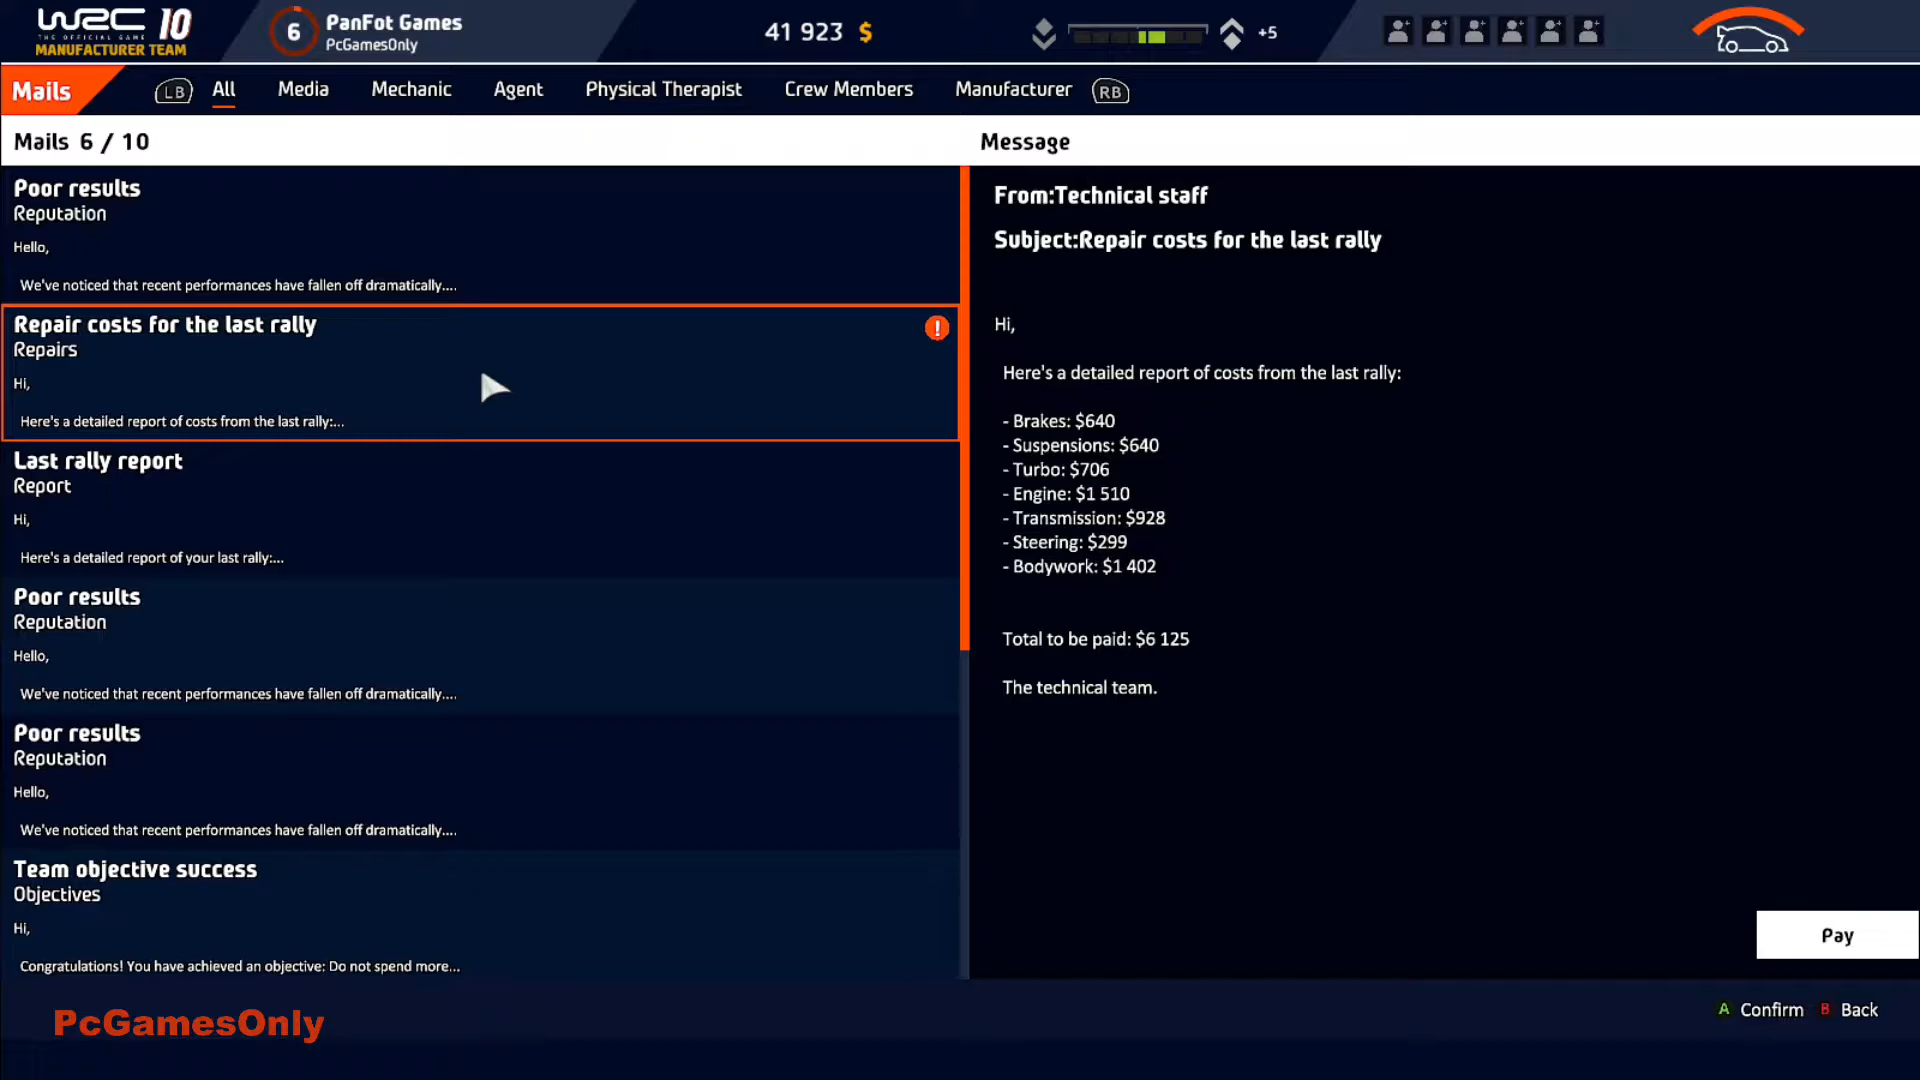 WRC 10
THE OFFICIAL GAME
MANUFACTURER TEAM
6
PanFot Games
PcGamesOnly
41 923 $
+5
Mails
LB
All
Media
Mechanic
Agent
Physical Therapist
Crew Members
Manufacturer
RB
Mails 6 / 10
Poor results
Reputation
Hello,
We've noticed that recent performances have fallen off dramatically....
Repair costs for the last rally
!
Repairs
Hi,
Here's a detailed report of costs from the last rally:...
Last rally report
Report
Hi,
Here's a detailed report of your last rally:...
Poor results
Reputation
Hello,
We've noticed that recent performances have fallen off dramatically....
Poor results
Reputation
Hello,
We've noticed that recent performances have fallen off dramatically....
Team objective success
Objectives
Hi,
Congratulations! You have achieved an objective: Do not spend more...
Message
From:Technical staff
Subject:Repair costs for the last rally
Hi,
Here's a detailed report of costs from the last rally:
- Brakes: $640
- Suspensions: $640
- Turbo: $706
- Engine: $1 510
- Transmission: $928
- Steering: $299
- Bodywork: $1 402
Total to be paid: $6 125
The technical team.
Pay
A Confirm B Back
PcGamesOnly